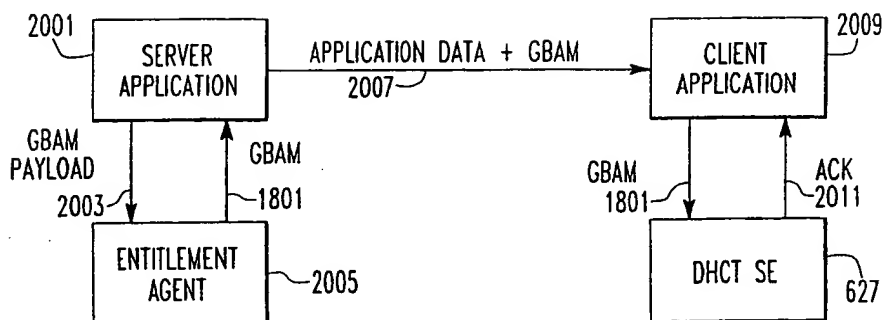 2001
SERVER
APPLICATION
APPLICATION DATA + GBAM
2007
2009
CLIENT
APPLICATION
GBAM
PAYLOAD
2003
GBAM
1801
GBAM
1801
ACK
2011
ENTITLEMENT
AGENT
2005
DHCT SE
627